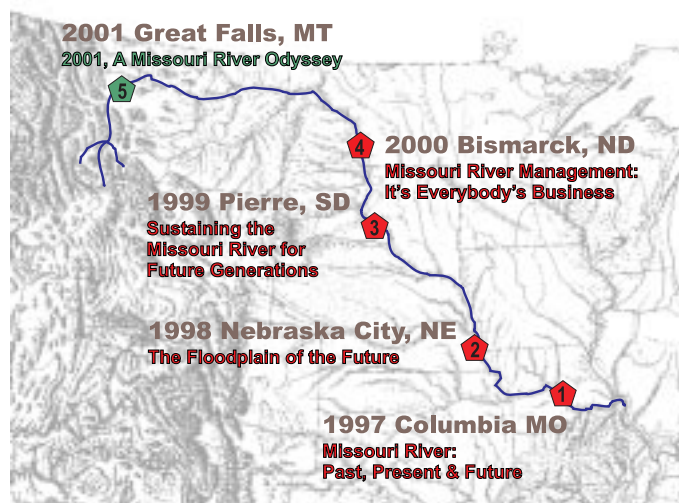 2001 Great Falls, MT
2001, A Missouri River Odyssey
5
4
2000 Bismarck, ND
Missouri River Management:
It's Everybody's Business
1999 Pierre, SD
Sustaining the
Missouri River for
Future Generations
3
1998 Nebraska City, NE
The Floodplain of the Future
2
1
1997 Columbia MO
Missouri River:
Past, Present & Future